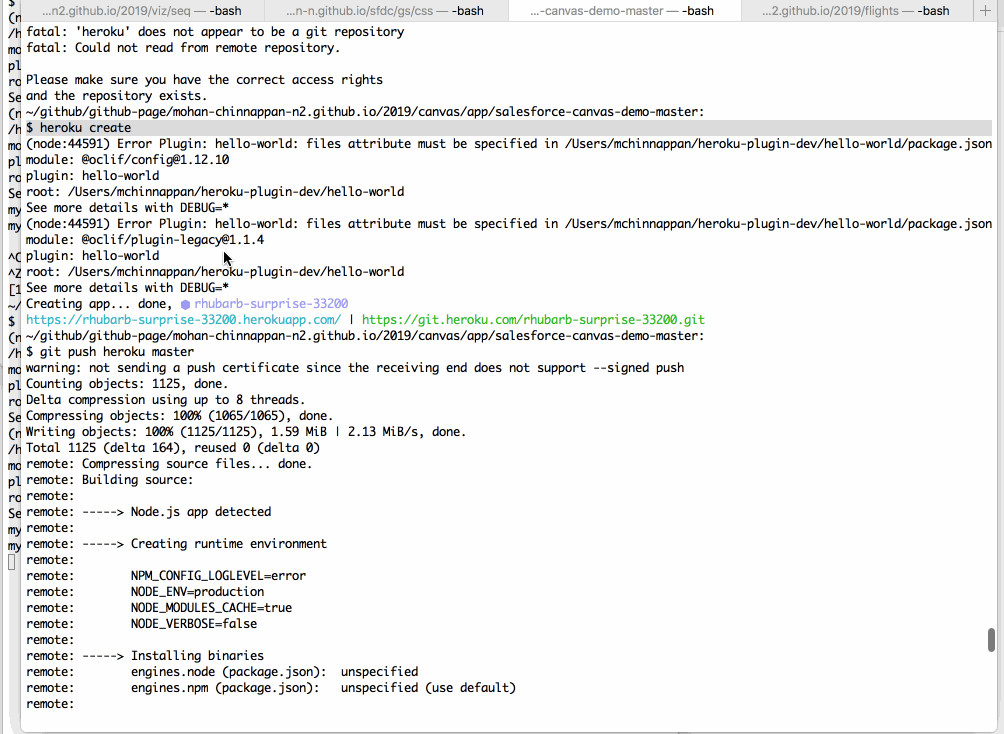 ...n2.github.io/2019/viz/seq — -bash
...n-n.github.io/sfdc/gs/css — -bash
...-canvas-demo-master — -bash
...2.github.io/2019/flights — -bash
fatal: 'heroku' does not appear to be a git repository
fatal: Could not read from remote repository.
Please make sure you have the correct access rights
and the repository exists.
~/github/github-page/mohan-chinnappan-n2.github.io/2019/canvas/app/salesforce-canvas-demo-master:
$ heroku create
(node:44591) Error Plugin: hello-world: files attribute must be specified in /Users/mchinnappan/heroku-plugin-dev/hello-world/package.json
module: @oclif/config@1.12.10
plugin: hello-world
root: /Users/mchinnappan/heroku-plugin-dev/hello-world
See more details with DEBUG=*
(node:44591) Error Plugin: hello-world: files attribute must be specified in /Users/mchinnappan/heroku-plugin-dev/hello-world/package.json
module: @oclif/plugin-legacy@1.1.4
plugin: hello-world
root: /Users/mchinnappan/heroku-plugin-dev/hello-world
See more details with DEBUG=*
Creating app... done, ⬢ rhubarb-surprise-33200
https://rhubarb-surprise-33200.herokuapp.com/ | https://git.heroku.com/rhubarb-surprise-33200.git
~/github/github-page/mohan-chinnappan-n2.github.io/2019/canvas/app/salesforce-canvas-demo-master:
$ git push heroku master
warning: not sending a push certificate since the receiving end does not support --signed push
Counting objects: 1125, done.
Delta compression using up to 8 threads.
Compressing objects: 100% (1065/1065), done.
Writing objects: 100% (1125/1125), 1.59 MiB | 2.13 MiB/s, done.
Total 1125 (delta 164), reused 0 (delta 0)
remote: Compressing source files... done.
remote: Building source:
remote:
remote: -----> Node.js app detected
remote:
remote: -----> Creating runtime environment
remote:
remote:        NPM_CONFIG_LOGLEVEL=error
remote:        NODE_ENV=production
remote:        NODE_MODULES_CACHE=true
remote:        NODE_VERBOSE=false
remote:
remote: -----> Installing binaries
remote:        engines.node (package.json):  unspecified
remote:        engines.npm (package.json):   unspecified (use default)
remote: